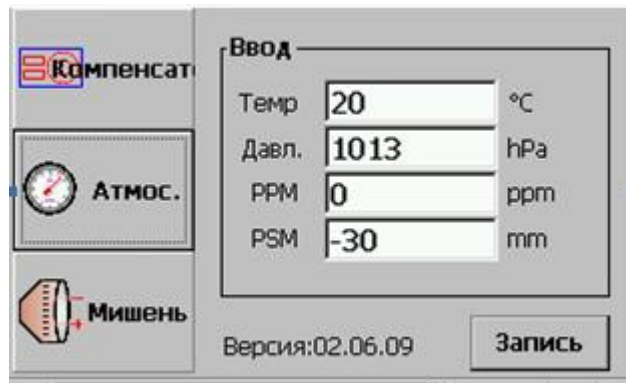 Компенсат
Атмос.
Мишень
Ввод
Темп 20 °C
Давл. 1013 hPa
PPM 0 ppm
PSM -30 mm
Версия:02.06.09
Запись